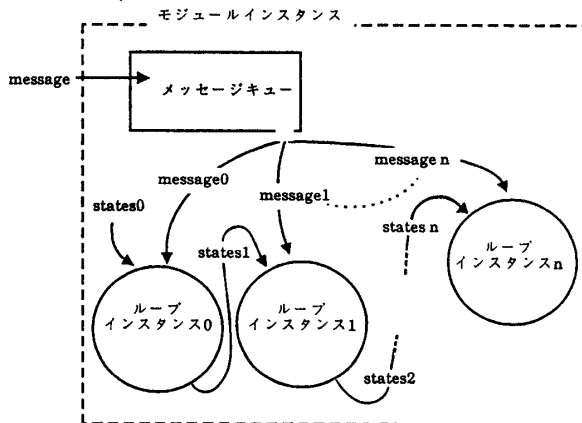 モジュールインスタンス
message
メッセージキュー
message n
message0
message1
states0
states n
states1
ループ
インスタンスn
ループ
インスタンス0
ループ
インスタンス1
states2